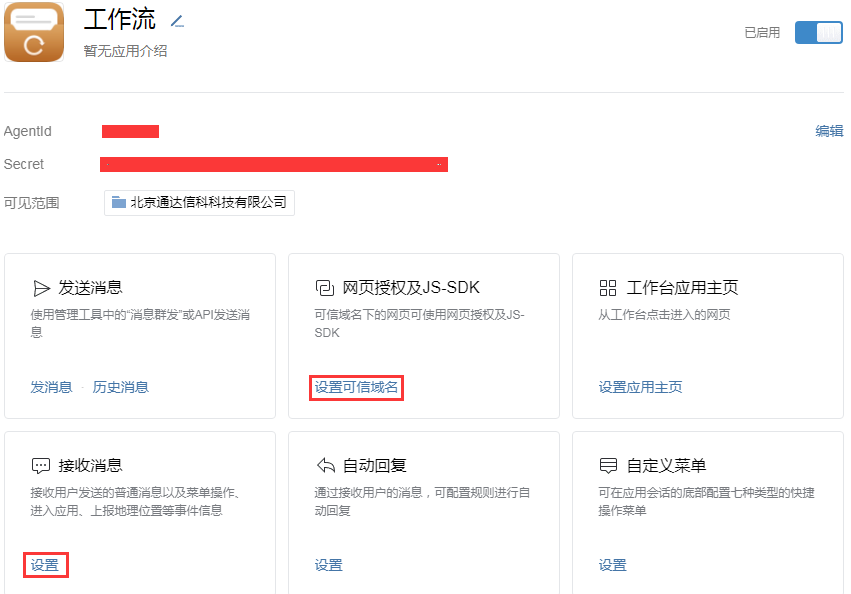 工作流
暂无应用介绍
已启用
AgentId
编辑
Secret
可见范围
北京通达信科科技有限公司
发送消息
使用管理工具中的“消息群发”或API发送消
息
发消息 · 历史消息
网页授权及JS-SDK
可信域名下的网页可使用网页授权及JS-
SDK
设置可信域名
工作台应用主页
从工作台点击进入的网页
设置应用主页
接收消息
接收用户发送的普通消息以及菜单操作、
进入应用、上报地理位置等事件信息
设置
自动回复
通过接收用户的消息，可配置规则进行自
动回复
设置
自定义菜单
可在应用会话的底部配置七种类型的快捷
操作菜单
设置